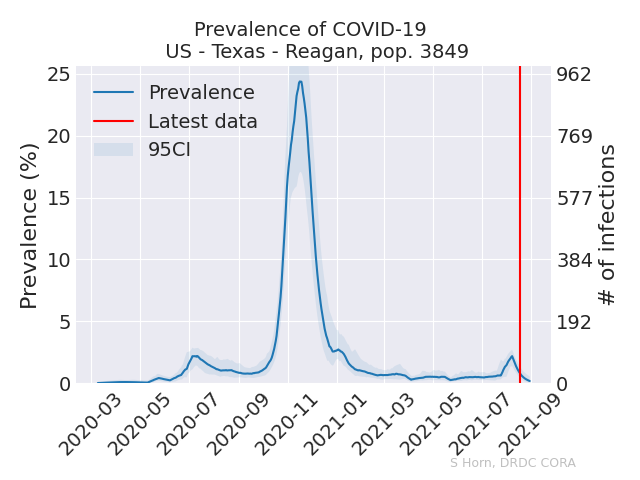 Prevalence of COVID-19
US - Texas - Reagan, pop. 3849
Prevalence
Latest data
95CI
Prevalence (%)
25
20
15
10
5
0
962
769
577
384
192
0
# of infections
2020-03
2020-05
2020-07
2020-09
2020-11
2021-01
2021-03
2021-05
2021-07
2021-09
S Horn, DRDC CORA